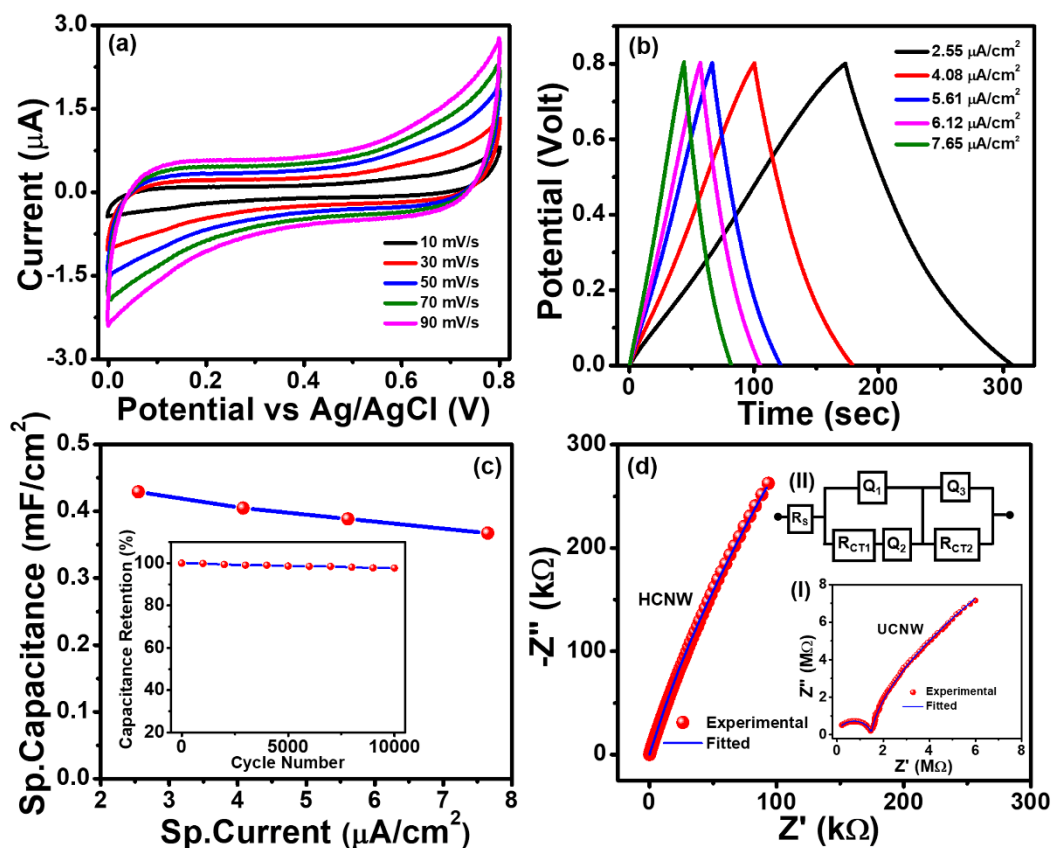 (a)
3.0
1.5
0.0
-1.5
-3.0
Current (μA)
10 mV/s
30 mV/s
50 mV/s
70 mV/s
90 mV/s
0.0 0.2 0.4 0.6 0.8
Potential vs Ag/AgCl (V)
(b)
0.8
0.6
0.4
0.2
0.0
Potential (Volt)
2.55 μA/cm²
4.08 μA/cm²
5.61 μA/cm²
6.12 μA/cm²
7.65 μA/cm²
0 100 200 300
Time (sec)
(c)
0.5
0.4
0.3
0.2
0.1
0.0
Sp.Capacitance (mF/cm²)
Capacitance Retention (%)
100
80
60
40
20
0 5000 10000
Cycle Number
2 3 4 5 6 7 8
Sp.Current (μA/cm²)
(d)
300
250
200
150
100
50
0
-Z'' (kΩ)
HCNW
Experimental
Fitted
(II)
Q1
Q3
RS
RCT1
Q2
RCT2
(I)
8
6
4
2
0
Z'' (MΩ)
UCNW
Experimental
Fitted
0 2 4 6 8
Z' (MΩ)
0 100 200 300
Z' (kΩ)